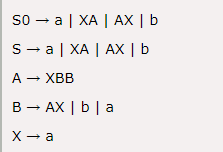 S0 → a | XA | AX | b
S → a | XA | AX | b
A → XBB
B → AX | b | a
X → a